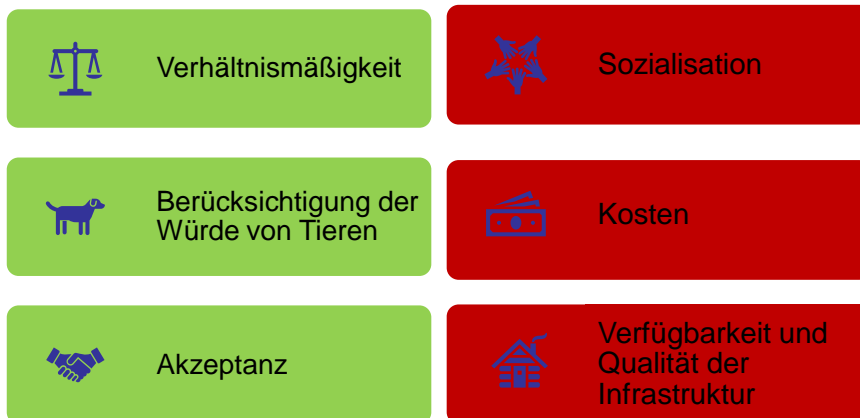 Verhältnismäßigkeit
Sozialisation
Berücksichtigung der
Würde von Tieren
Kosten
Akzeptanz
Verfügbarkeit und
Qualität der
Infrastruktur